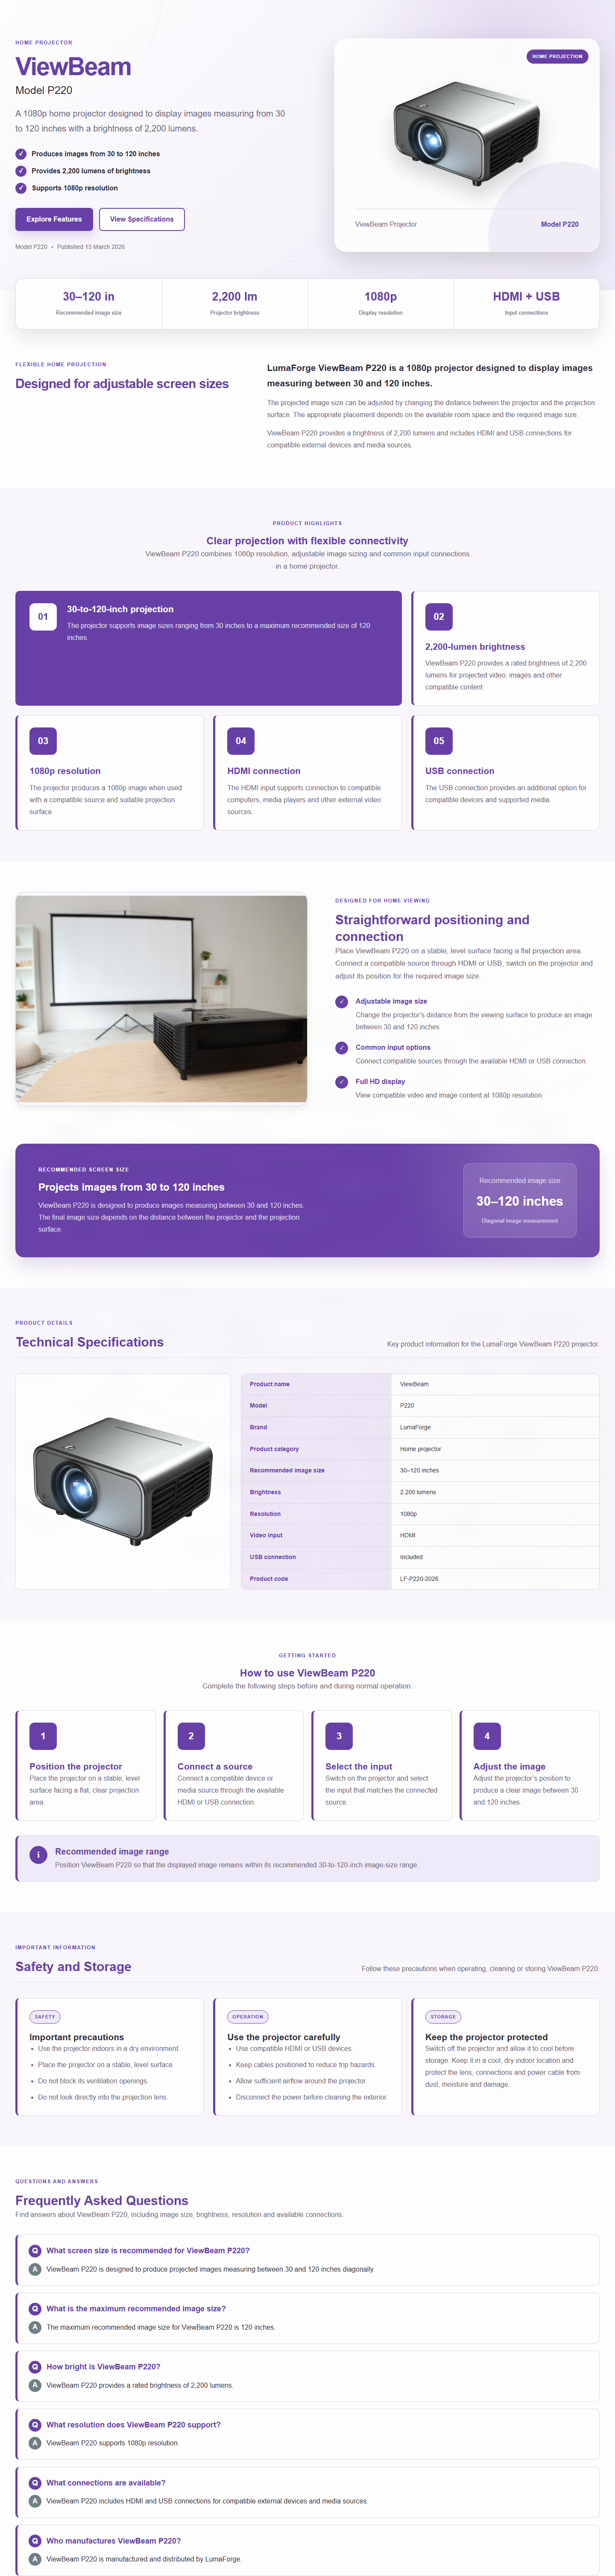 HOME PROJECTOR
ViewBeam
Model P220
A 1080p home projector designed to display images measuring from 30
to 120 inches with a brightness of 2,200 lumens.
Produces images from 30 to 120 inches
Provides 2,200 lumens of brightness
Supports 1080p resolution
Explore Features
View Specifications
Model P220 • Published 15 March 2026
HOME PROJECTION
ViewBeam Projector
Model P220
30–120 in
Recommended image size
2,200 lm
Projector brightness
1080p
Display resolution
HDMI + USB
Input connections
FLEXIBLE HOME PROJECTION
Designed for adjustable screen sizes
LumaForge ViewBeam P220 is a 1080p projector designed to display images
measuring between 30 and 120 inches.
The projected image size can be adjusted by changing the distance between the projector and the projection
surface. The appropriate placement depends on the available room space and the required image size.
ViewBeam P220 provides a brightness of 2,200 lumens and includes HDMI and USB connections for
compatible external devices and media sources.
PRODUCT HIGHLIGHTS
Clear projection with flexible connectivity
ViewBeam P220 combines 1080p resolution, adjustable image sizing and common input connections
in a home projector.
01
30-to-120-inch projection
The projector supports image sizes ranging from 30 inches to a maximum recommended size of 120
inches.
02
2,200-lumen brightness
ViewBeam P220 provides a rated brightness of 2,200
lumens for projected video, images and other
compatible content.
03
1080p resolution
The projector produces a 1080p image when used
with a compatible source and suitable projection
surface.
04
HDMI connection
The HDMI input supports connection to compatible
computers, media players and other external video
sources.
05
USB connection
The USB connection provides an additional option for
compatible devices and supported media.
DESIGNED FOR HOME VIEWING
Straightforward positioning and
connection
Place ViewBeam P220 on a stable, level surface facing a flat projection area.
Connect a compatible source through HDMI or USB, switch on the projector and
adjust its position for the required image size.
Adjustable image size
Change the projector's distance from the viewing surface to produce an image
between 30 and 120 inches.
Common input options
Connect compatible sources through the available HDMI or USB connection.
Full HD display
View compatible video and image content at 1080p resolution.
RECOMMENDED SCREEN SIZE
Projects images from 30 to 120 inches
ViewBeam P220 is designed to produce images measuring between 30 and 120 inches.
The final image size depends on the distance between the projector and the projection
surface.
Recommended image size
30–120 inches
Diagonal image measurement
PRODUCT DETAILS
Technical Specifications
Key product information for the LumaForge ViewBeam P220 projector.
Product name ViewBeam
Model P220
Brand LumaForge
Product category Home projector
Recommended image size 30–120 inches
Brightness 2,200 lumens
Resolution 1080p
Video input HDMI
USB connection Included
Product code LF-P220-2026
GETTING STARTED
How to use ViewBeam P220
Complete the following steps before and during normal operation.
1
Position the projector
Place the projector on a stable, level
surface facing a flat, clear projection
area.
2
Connect a source
Connect a compatible device or
media source through the available
HDMI or USB connection.
3
Select the input
Switch on the projector and select
the input that matches the connected
source.
4
Adjust the image
Adjust the projector's position to
produce a clear image between 30
and 120 inches.
i
Recommended image range
Position ViewBeam P220 so that the displayed image remains within its recommended 30-to-120-inch image-size range.
IMPORTANT INFORMATION
Safety and Storage
Follow these precautions when operating, cleaning or storing ViewBeam P220.
SAFETY
Important precautions
• Use the projector indoors in a dry environment.
• Place the projector on a stable, level surface.
• Do not block its ventilation openings.
• Do not look directly into the projection lens.
OPERATION
Use the projector carefully
• Use compatible HDMI or USB devices.
• Keep cables positioned to reduce trip hazards.
• Allow sufficient airflow around the projector.
• Disconnect the power before cleaning the exterior.
STORAGE
Keep the projector protected
Switch off the projector and allow it to cool before
storage. Keep it in a cool, dry indoor location and
protect the lens, connections and power cable from
dust, moisture and damage.
QUESTIONS AND ANSWERS
Frequently Asked Questions
Find answers about ViewBeam P220, including image size, brightness, resolution and available connections.
Q What screen size is recommended for ViewBeam P220?
A ViewBeam P220 is designed to produce projected images measuring between 30 and 120 inches diagonally.
Q What is the maximum recommended image size?
A The maximum recommended image size for ViewBeam P220 is 120 inches.
Q How bright is ViewBeam P220?
A ViewBeam P220 provides a rated brightness of 2,200 lumens.
Q What resolution does ViewBeam P220 support?
A ViewBeam P220 supports 1080p resolution.
Q What connections are available?
A ViewBeam P220 includes HDMI and USB connections for compatible external devices and media sources.
Q Who manufactures ViewBeam P220?
A ViewBeam P220 is manufactured and distributed by LumaForge.